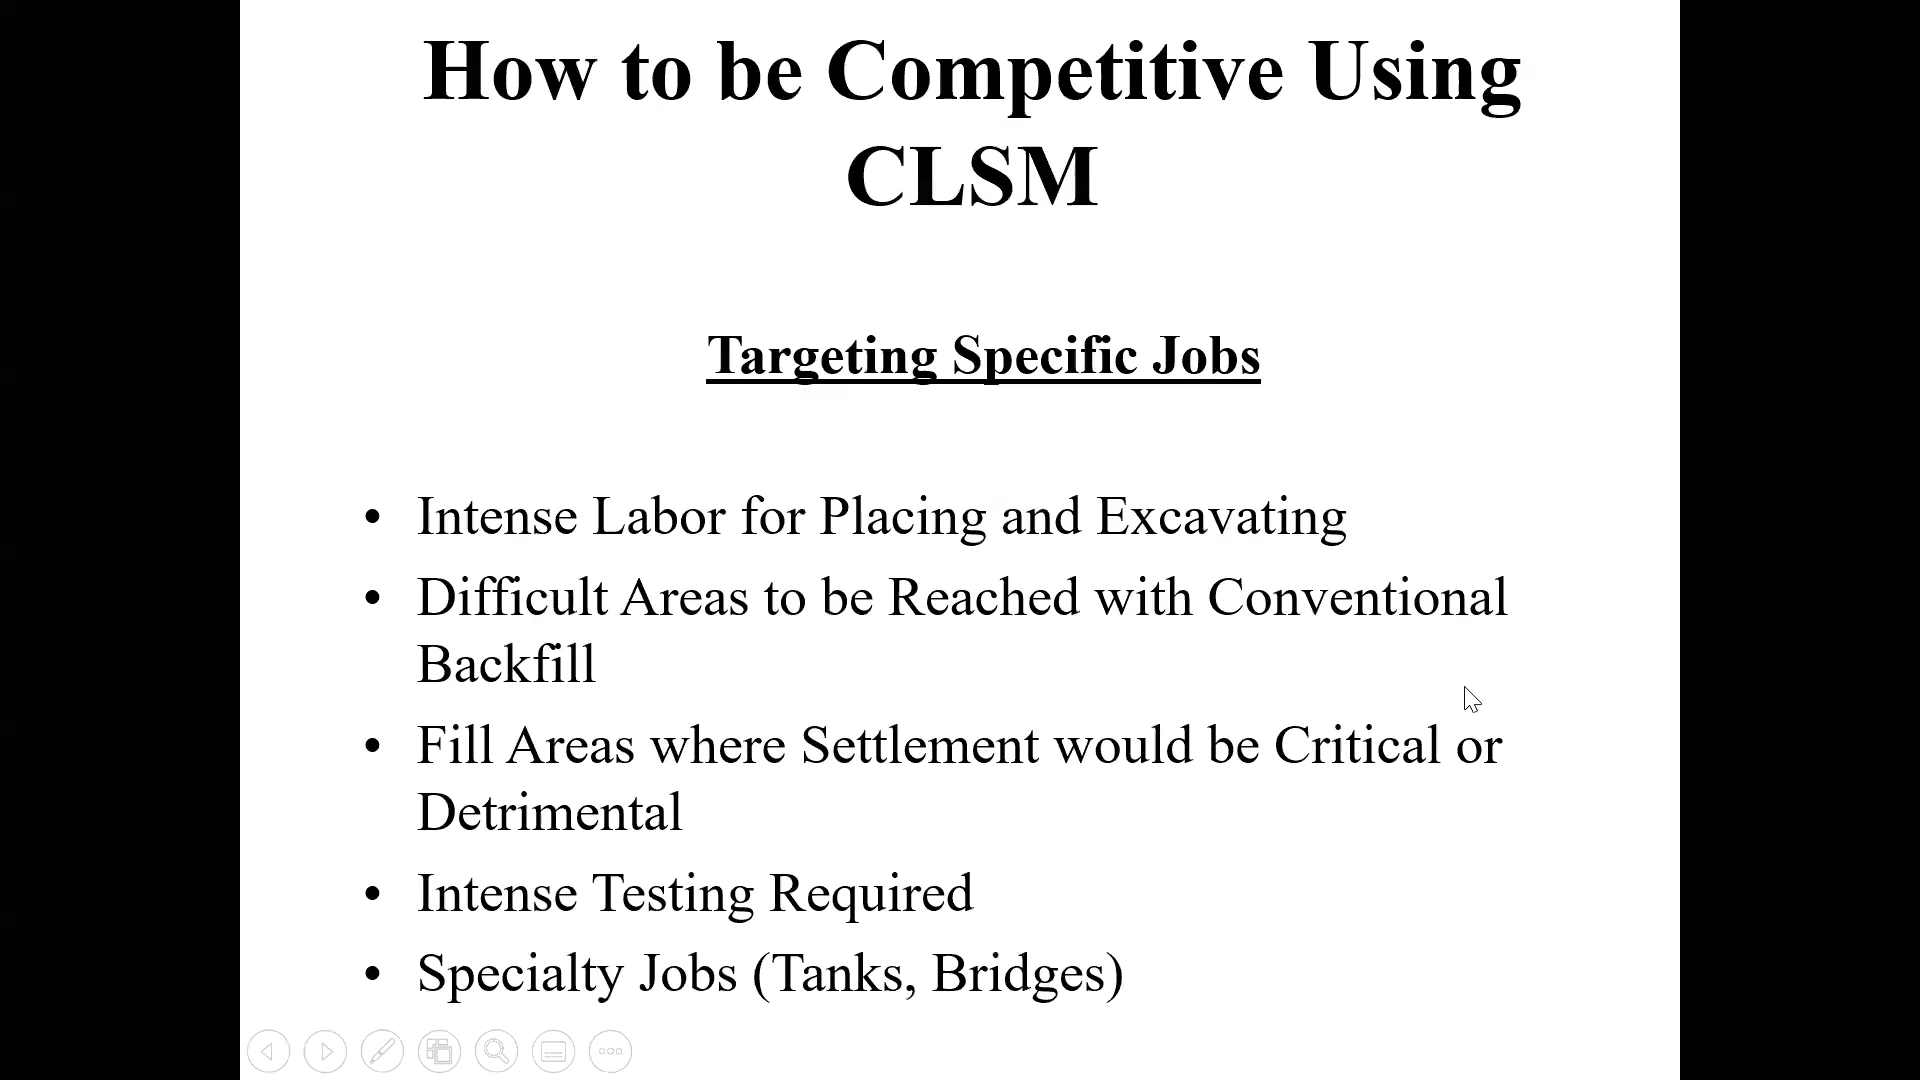 How to be Competitive Using
CLSM
Targeting Specific Jobs
• Intense Labor for Placing and Excavating
• Difficult Areas to be Reached with Conventional
Backfill
• Fill Areas where Settlement would be Critical or
Detrimental
• Intense Testing Required
• Specialty Jobs (Tanks, Bridges)